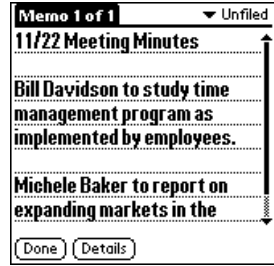 Memo 1 of 1
Unfiled
11/22 Meeting Minutes
Bill Davidson to study time
management program as
implemented by employees.
Michele Baker to report on
expanding markets in the
Done
Details